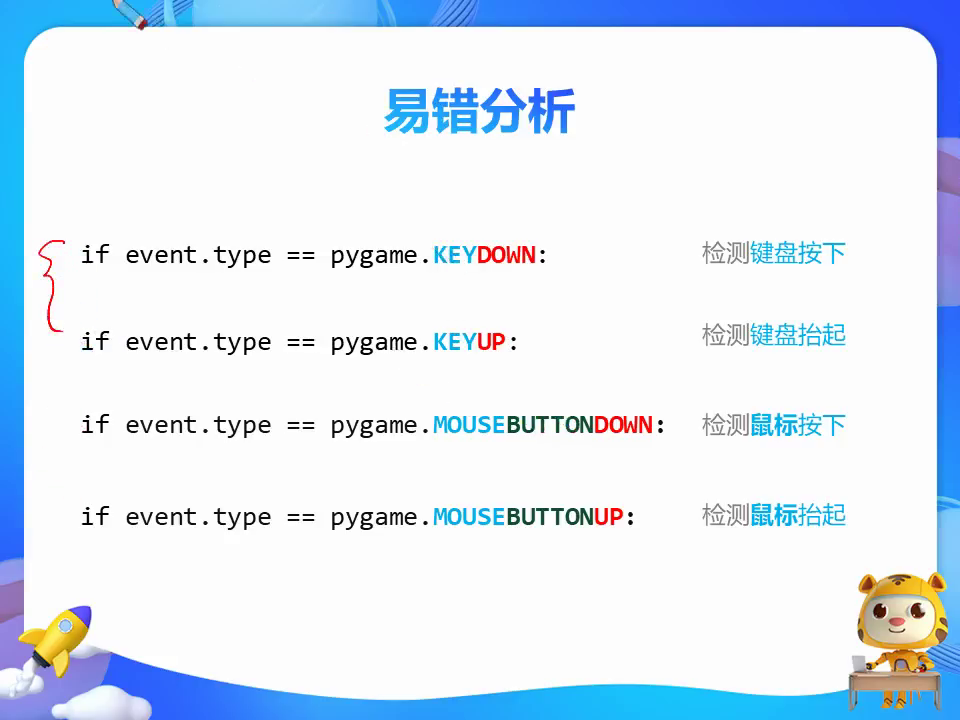 易错分析
if event.type == pygame.KEYDOWN: 检测键盘按下
if event.type == pygame.KEYUP: 检测键盘抬起
if event.type == pygame.MOUSEBUTTONDOWN: 检测鼠标按下
if event.type == pygame.MOUSEBUTTONUP: 检测鼠标抬起